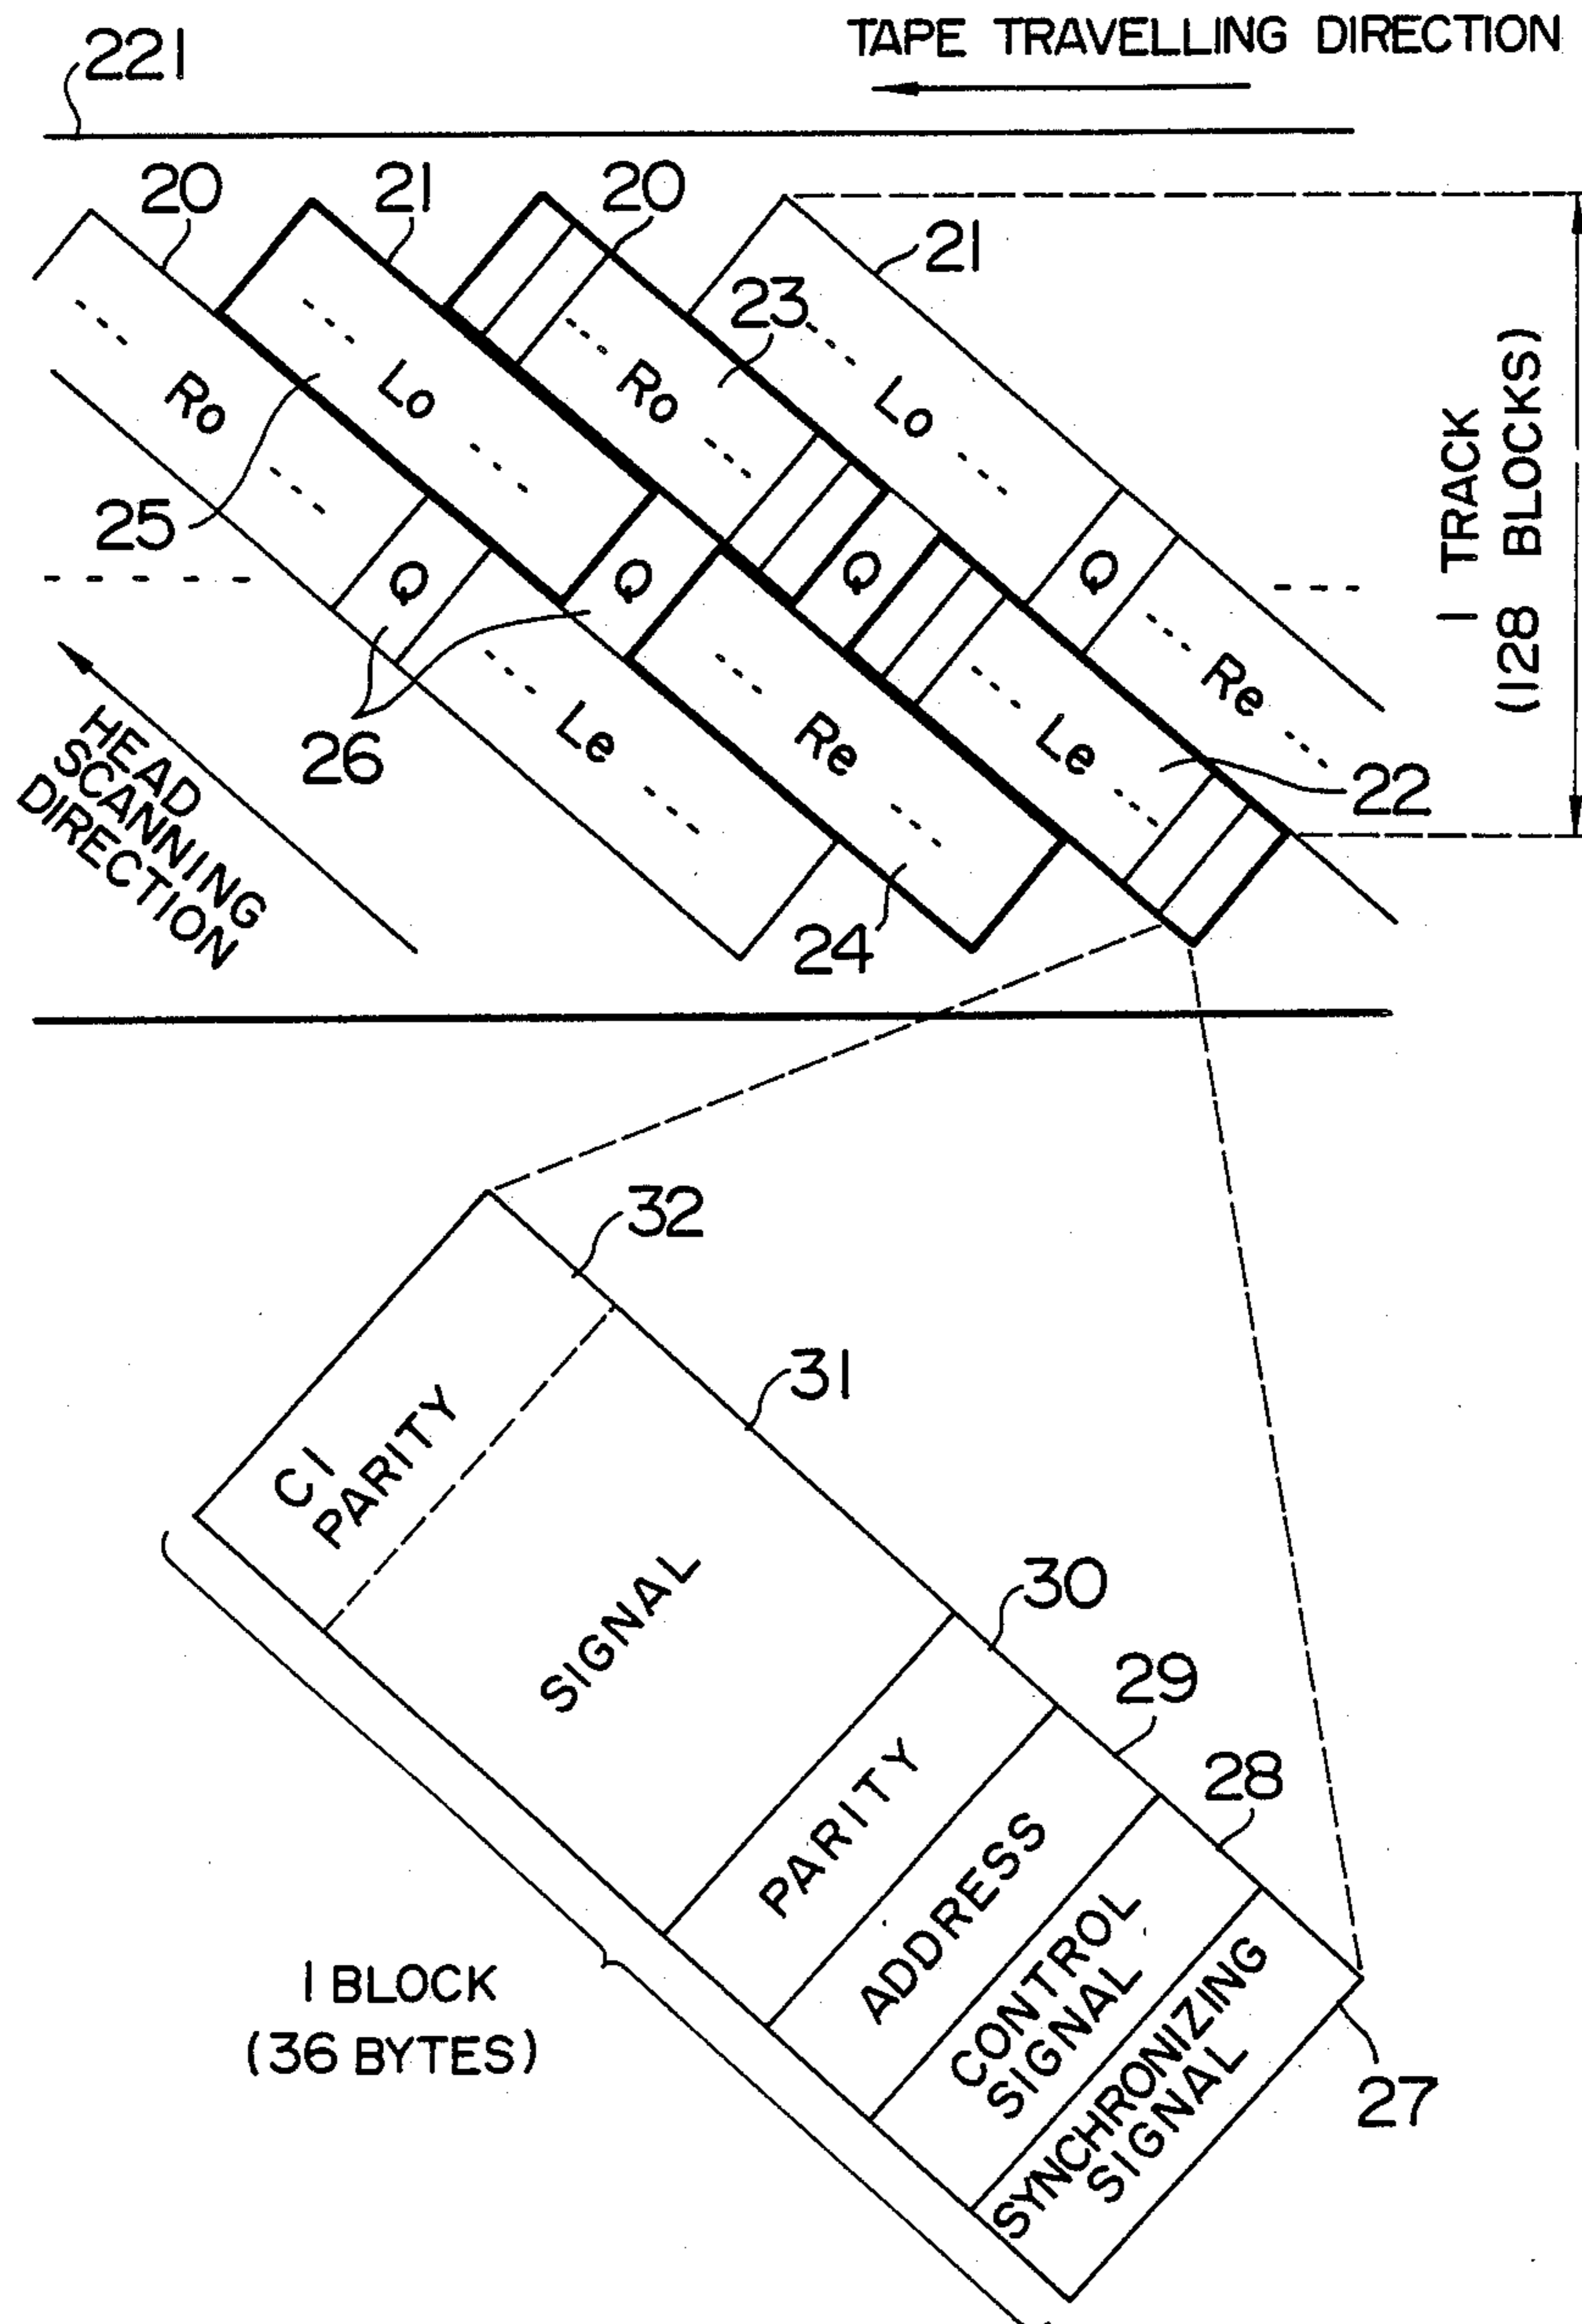 TAPE TRAVELLING DIRECTION
221
20
21
20
21
23
Ro
Lo
Ro
Lo
25
Q
Q
Q
Q
Re
26
Le
Re
Le
22
24
HEAD
SCANNING
DIRECTION
1 TRACK
(128 BLOCKS)
32
31
30
29
28
27
C1
PARITY
SIGNAL
PARITY
ADDRESS
CONTROL
SIGNAL
SYNCHRONIZING
SIGNAL
1 BLOCK
(36 BYTES)